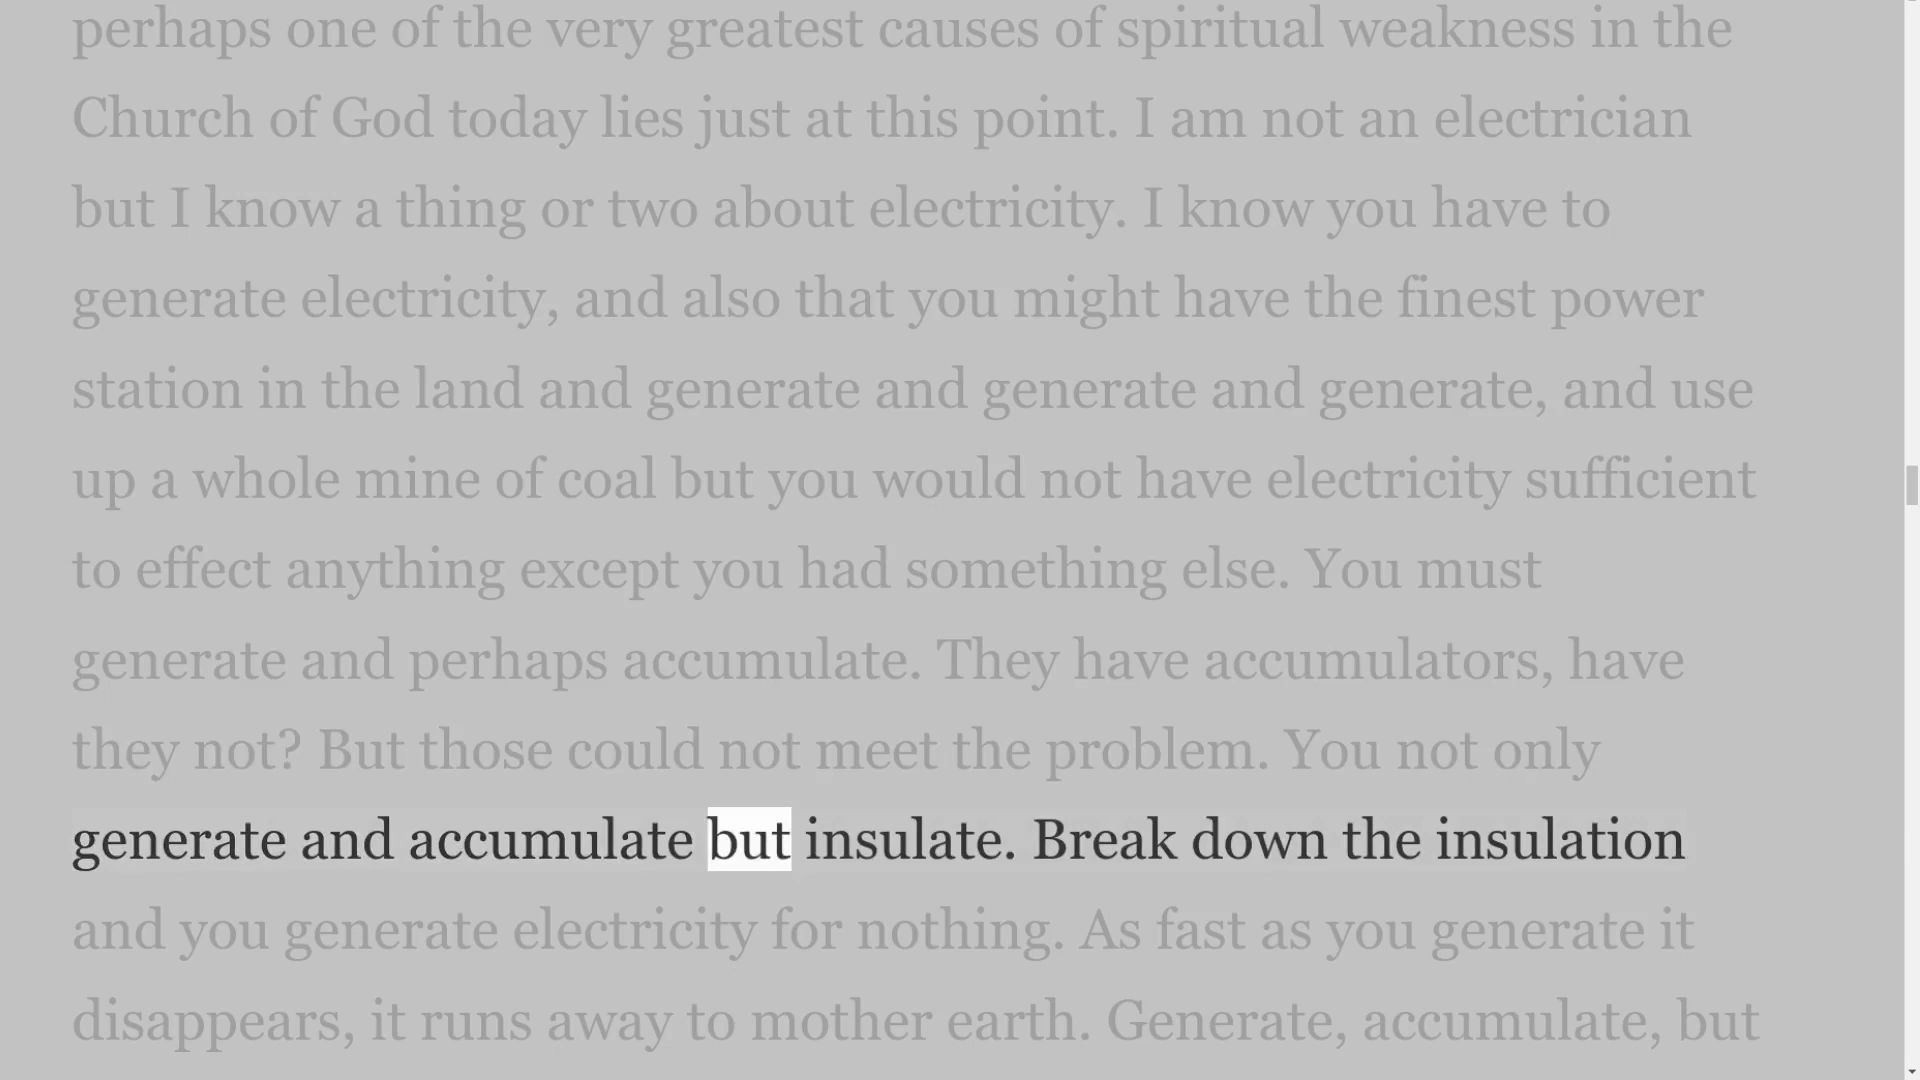 perhaps one of the very greatest causes of spiritual weakness in the
Church of God today lies just at this point. I am not an electrician
but I know a thing or two about electricity. I know you have to
generate electricity, and also that you might have the finest power
station in the land and generate and generate and generate, and use
up a whole mine of coal but you would not have electricity sufficient
to effect anything except you had something else. You must
generate and perhaps accumulate. They have accumulators, have
they not? But those could not meet the problem. You not only
generate and accumulate but insulate. Break down the insulation
and you generate electricity for nothing. As fast as you generate it
disappears, it runs away to mother earth. Generate, accumulate, but